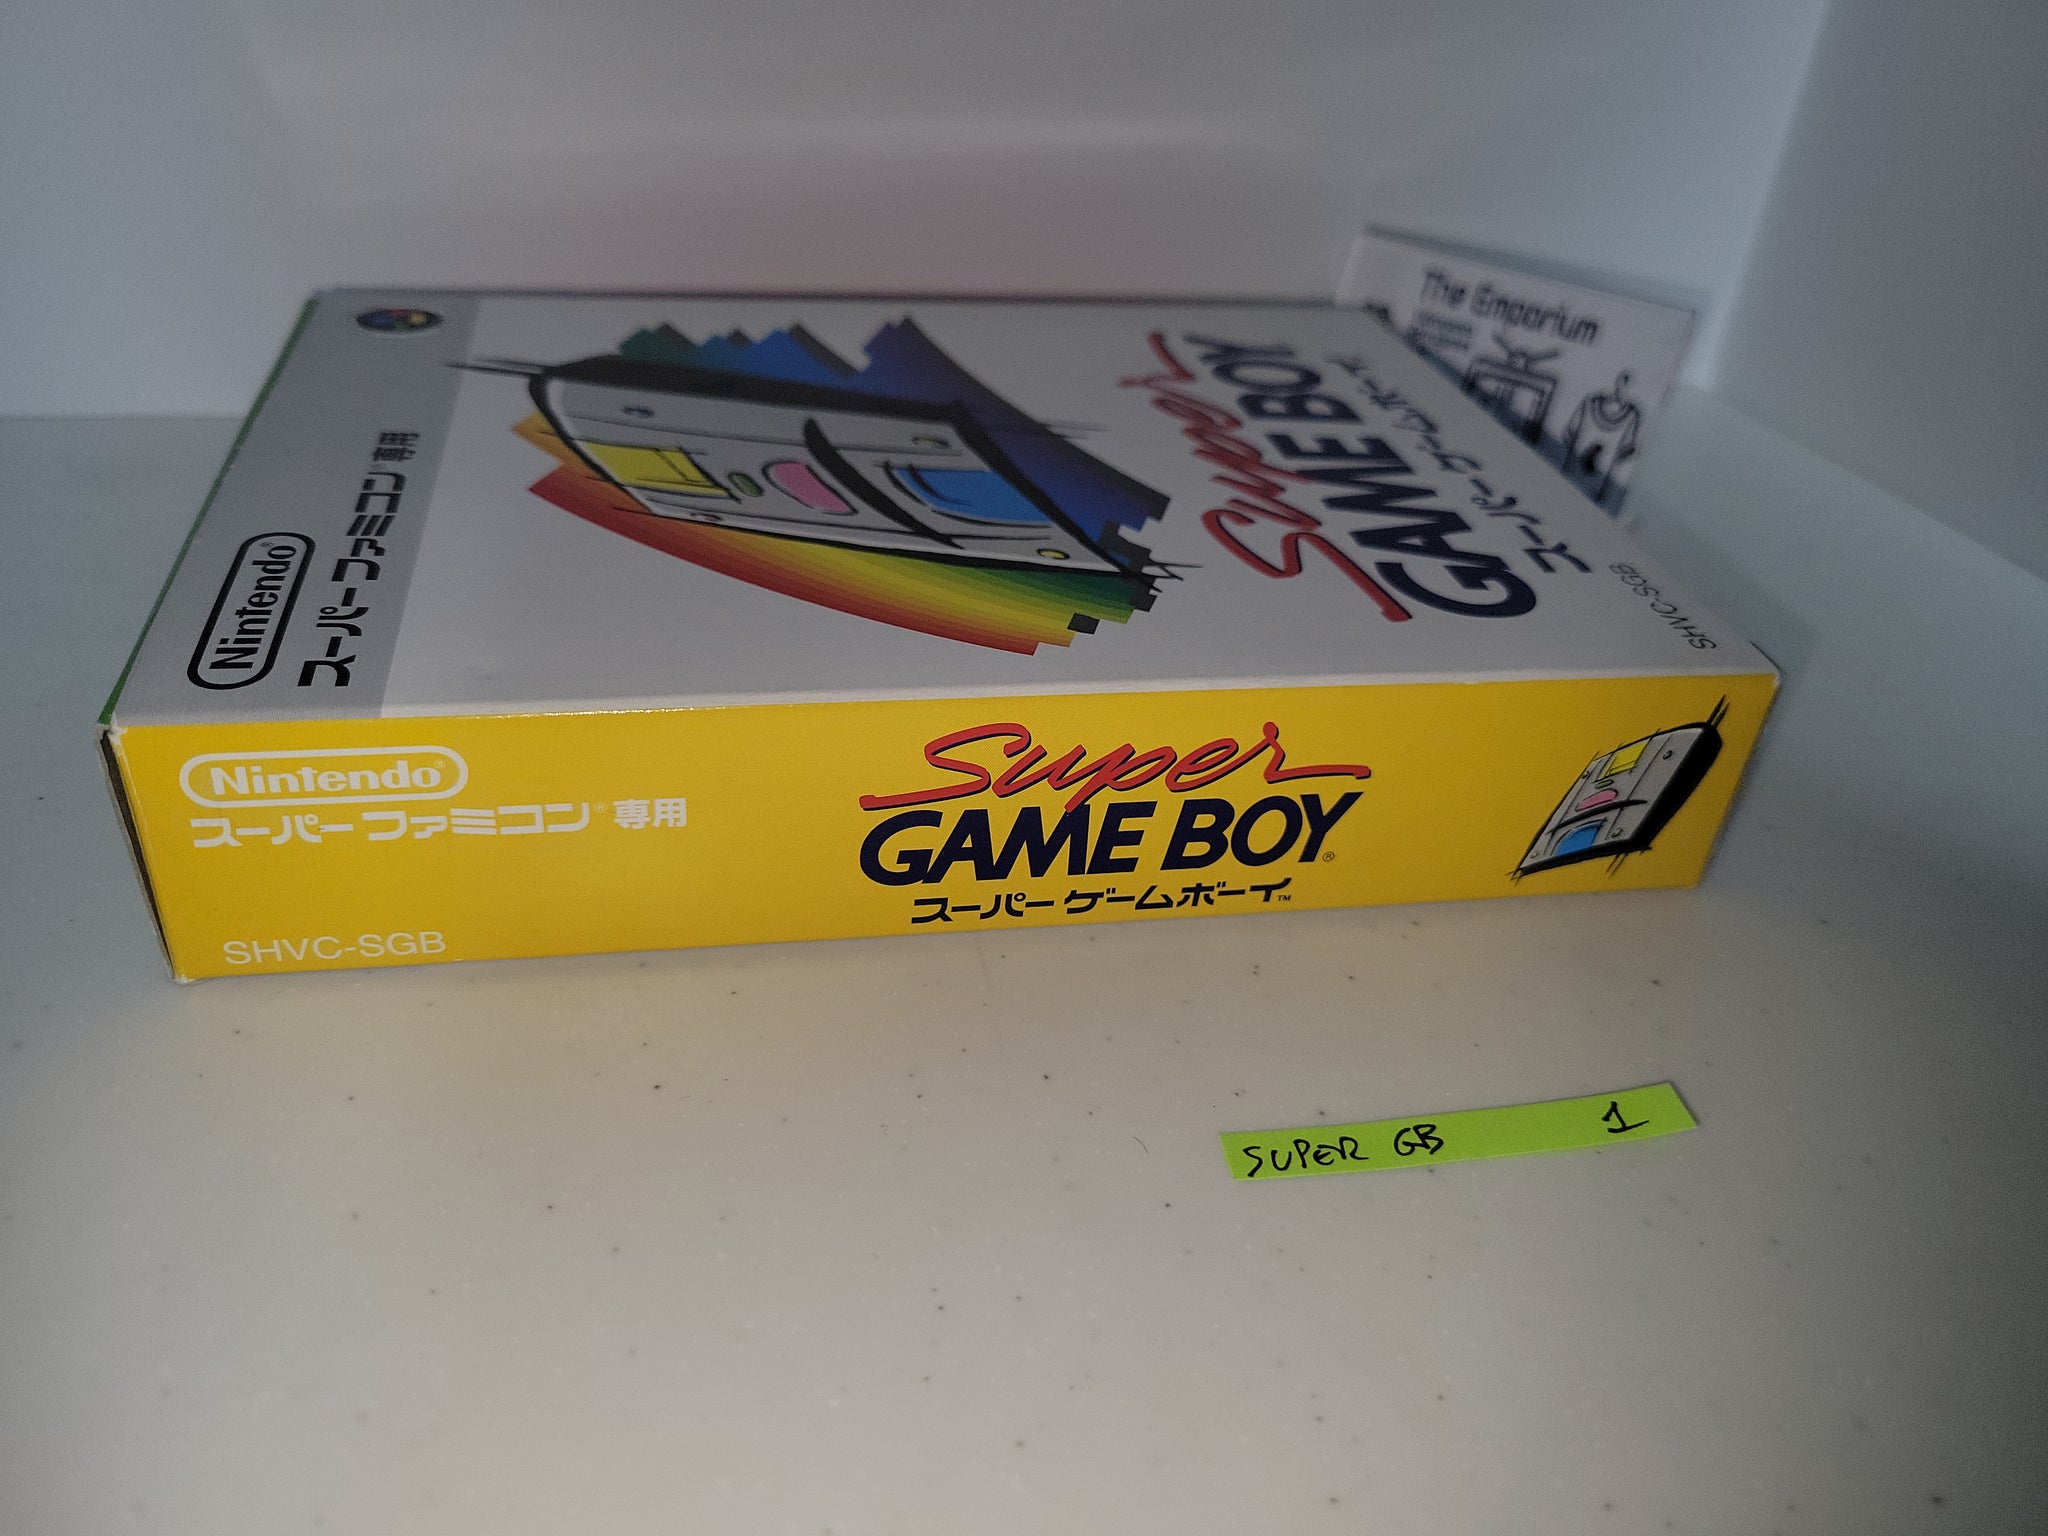 The Emporium
Nintendo®
スーパーファミコン®専用
Super
GAME BOY
スーパーゲームボーイ
SHVC-SGB
Nintendo®
スーパーファミコン®専用
Super
GAME BOY®
スーパーゲームボーイ™
SHVC-SGB
SUPER GB 1